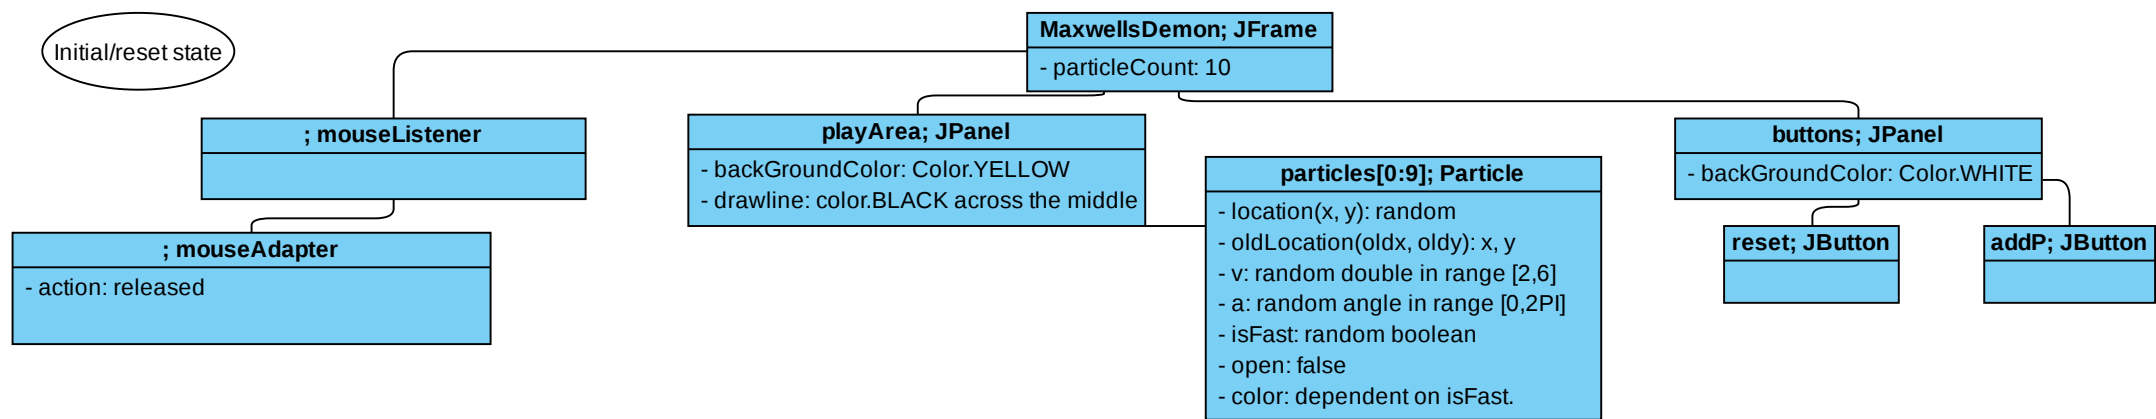 Initial/reset state
MaxwellsDemon; JFrame
- particleCount: 10
; mouseListener
; mouseAdapter
- action: released
playArea; JPanel
- backGroundColor: Color.YELLOW
- drawline: color.BLACK across the middle
particles[0:9]; Particle
- location(x, y): random
- oldLocation(oldx, oldy): x, y
- v: random double in range [2,6]
- a: random angle in range [0,2PI]
- isFast: random boolean
- open: false
- color: dependent on isFast.
buttons; JPanel
- backGroundColor: Color.WHITE
reset; JButton
addP; JButton